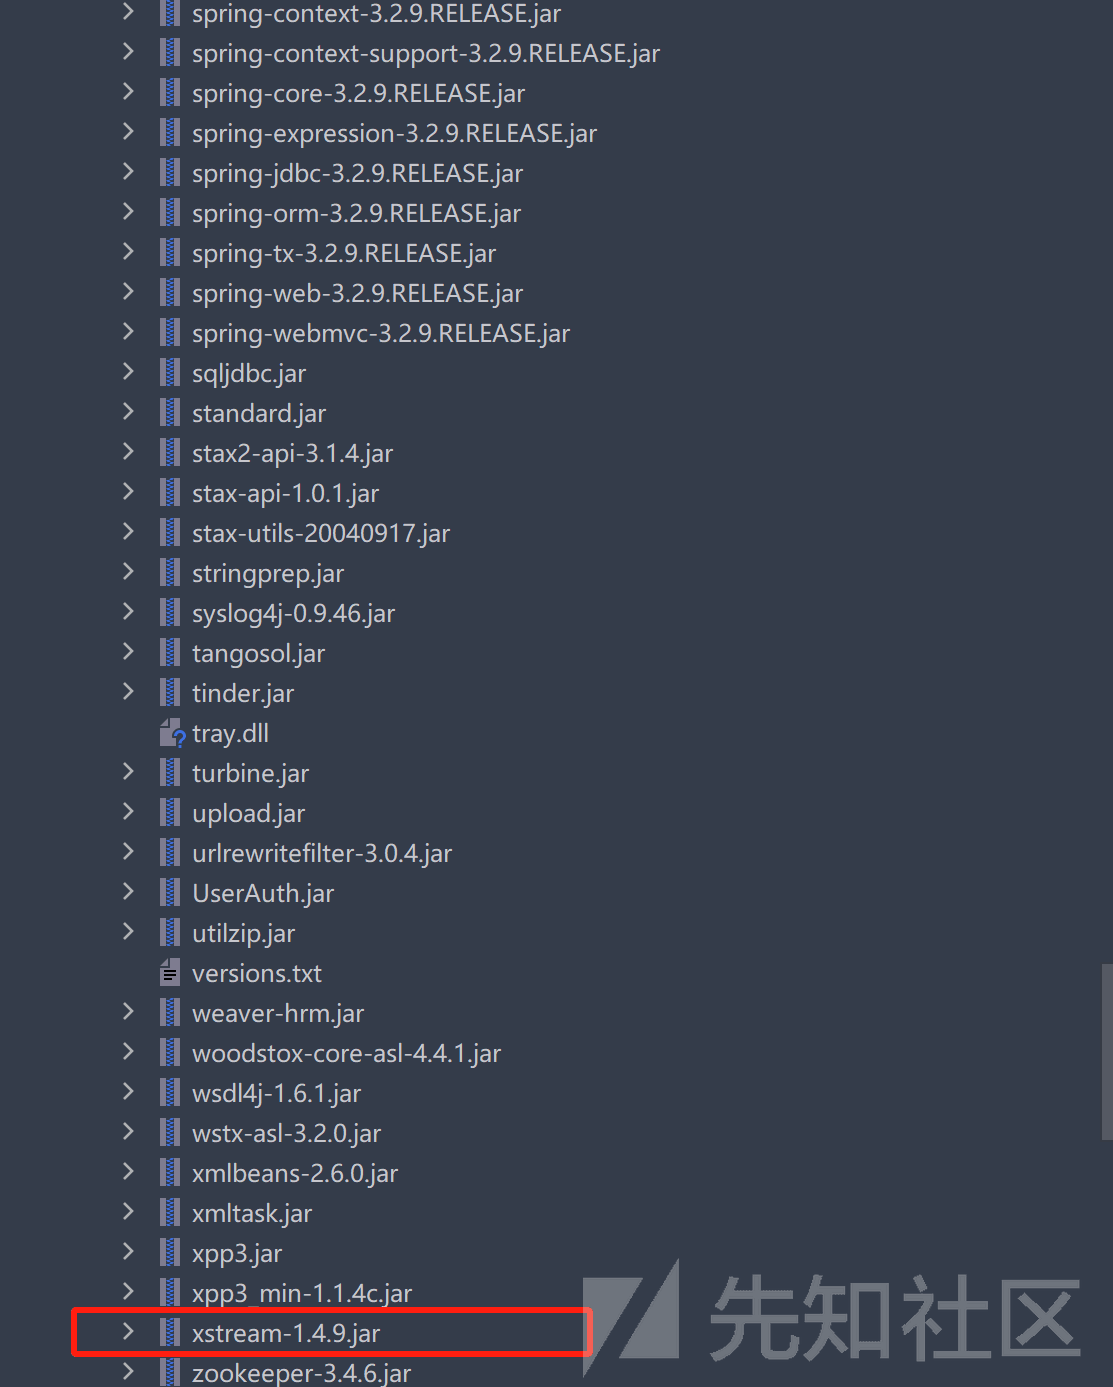 spring-context-3.2.9.RELEASE.jar
spring-context-support-3.2.9.RELEASE.jar
spring-core-3.2.9.RELEASE.jar
spring-expression-3.2.9.RELEASE.jar
spring-jdbc-3.2.9.RELEASE.jar
spring-orm-3.2.9.RELEASE.jar
spring-tx-3.2.9.RELEASE.jar
spring-web-3.2.9.RELEASE.jar
spring-webmvc-3.2.9.RELEASE.jar
sqljdbc.jar
standard.jar
stax2-api-3.1.4.jar
stax-api-1.0.1.jar
stax-utils-20040917.jar
stringprep.jar
syslog4j-0.9.46.jar
tangosol.jar
tinder.jar
tray.dll
turbine.jar
upload.jar
urlrewritefilter-3.0.4.jar
UserAuth.jar
utilzip.jar
versions.txt
weaver-hrm.jar
woodstox-core-asl-4.4.1.jar
wsdl4j-1.6.1.jar
wstx-asl-3.2.0.jar
xmlbeans-2.6.0.jar
xmltask.jar
xpp3.jar
xpp3_min-1.1.4c.jar
xstream-1.4.9.jar
zookeeper-3.4.6.jar
先知社区